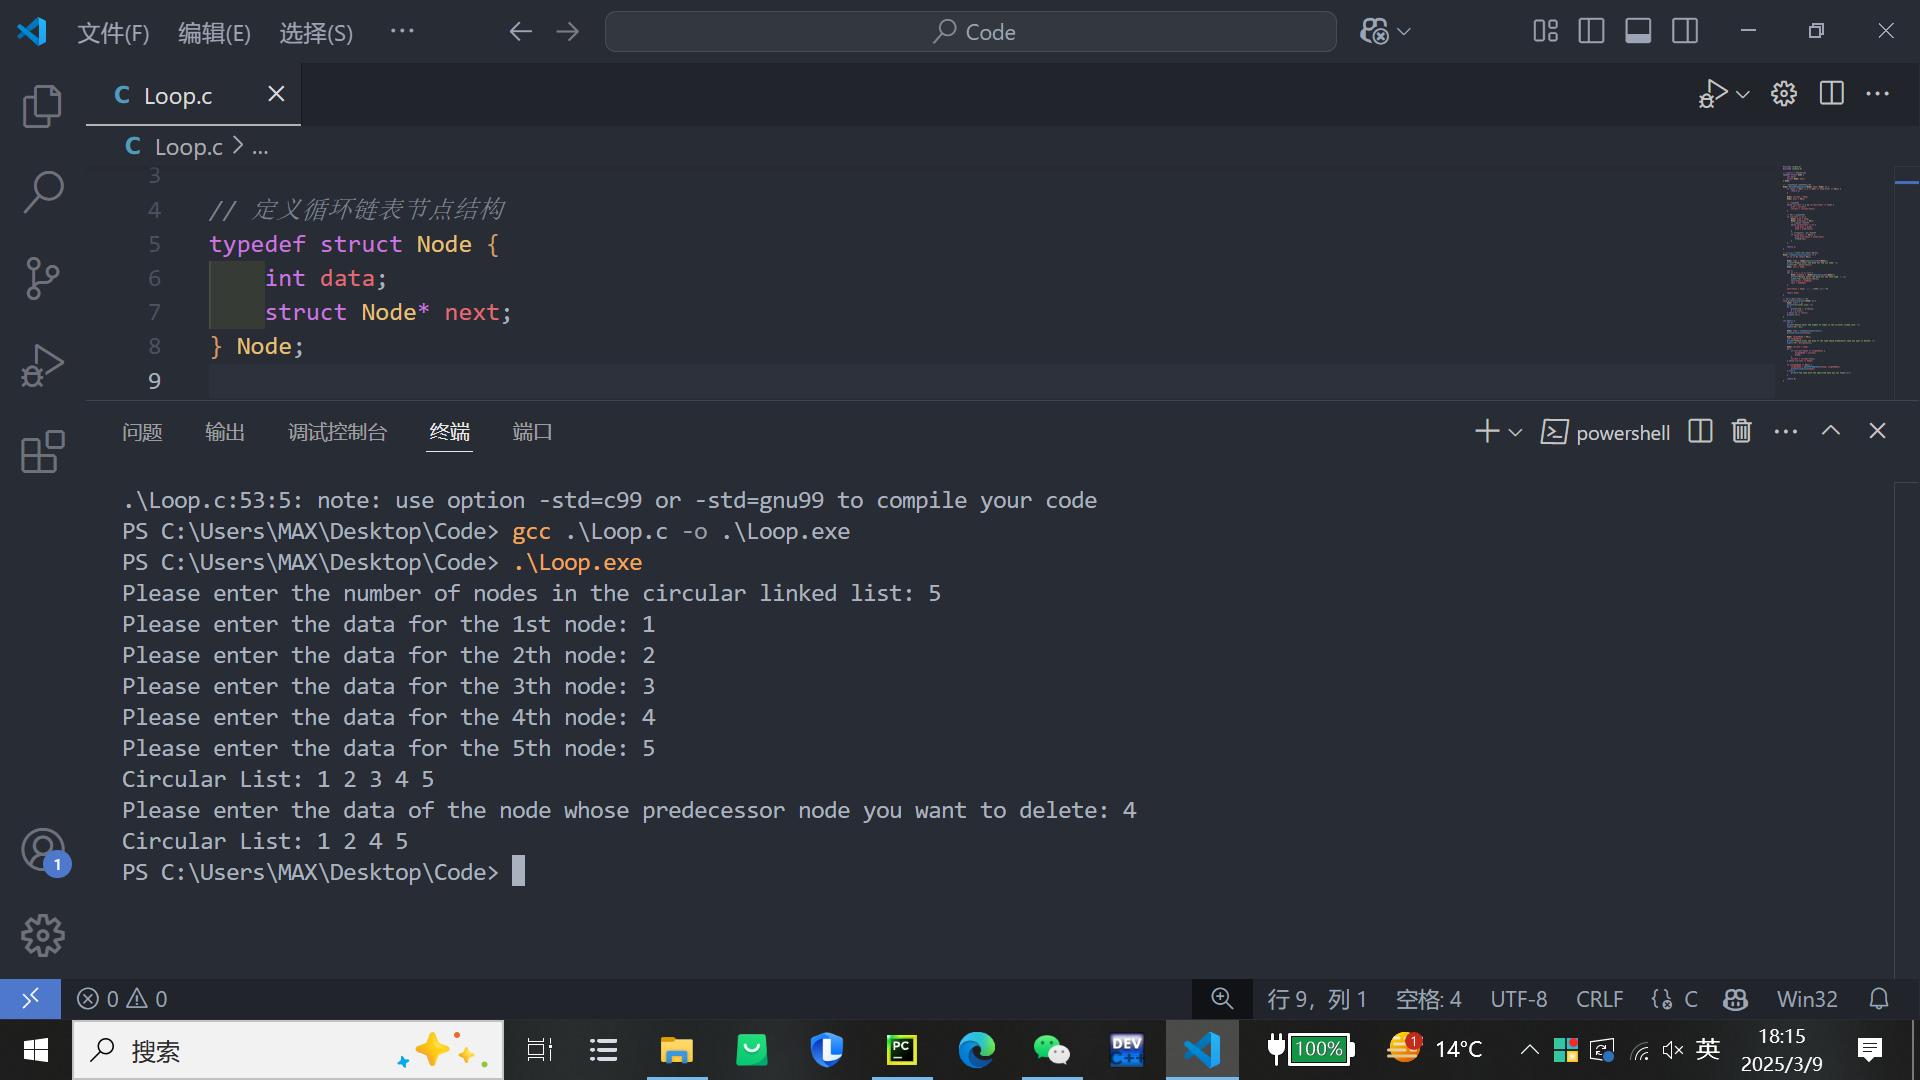 文件(F) 编辑(E) 选择(S) ··· Code
C Loop.c
C Loop.c > ...
3
4 // 定义循环链表节点结构
5 typedef struct Node {
6 int data;
7 struct Node* next;
8 } Node;
9
问题 输出 调试控制台 终端 端口 powershell
.\Loop.c:53:5: note: use option -std=c99 or -std=gnu99 to compile your code
PS C:\Users\MAX\Desktop\Code> gcc .\Loop.c -o .\Loop.exe
PS C:\Users\MAX\Desktop\Code> .\Loop.exe
Please enter the number of nodes in the circular linked list: 5
Please enter the data for the 1st node: 1
Please enter the data for the 2th node: 2
Please enter the data for the 3th node: 3
Please enter the data for the 4th node: 4
Please enter the data for the 5th node: 5
Circular List: 1 2 3 4 5
Please enter the data of the node whose predecessor node you want to delete: 4
Circular List: 1 2 4 5
PS C:\Users\MAX\Desktop\Code>
1
0 0 行 9，列 1 空格: 4 UTF-8 CRLF C Win32
搜索 PC DEV C++ 100% 1 14°C 英 18:15
2025/3/9